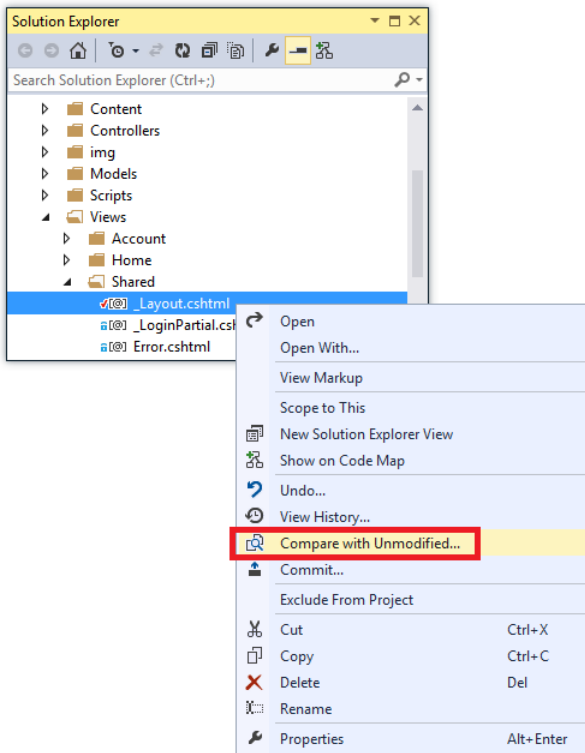 Solution Explorer
Search Solution Explorer (Ctrl+;)
Content
Controllers
img
Models
Scripts
Views
Account
Home
Shared
[@] _Layout.cshtml
[@] _LoginPartial.csh
[@] Error.cshtml
Open
Open With...
View Markup
Scope to This
New Solution Explorer View
Show on Code Map
Undo...
View History...
Compare with Unmodified...
Commit...
Exclude From Project
Cut Ctrl+X
Copy Ctrl+C
Delete Del
Rename
Properties Alt+Enter